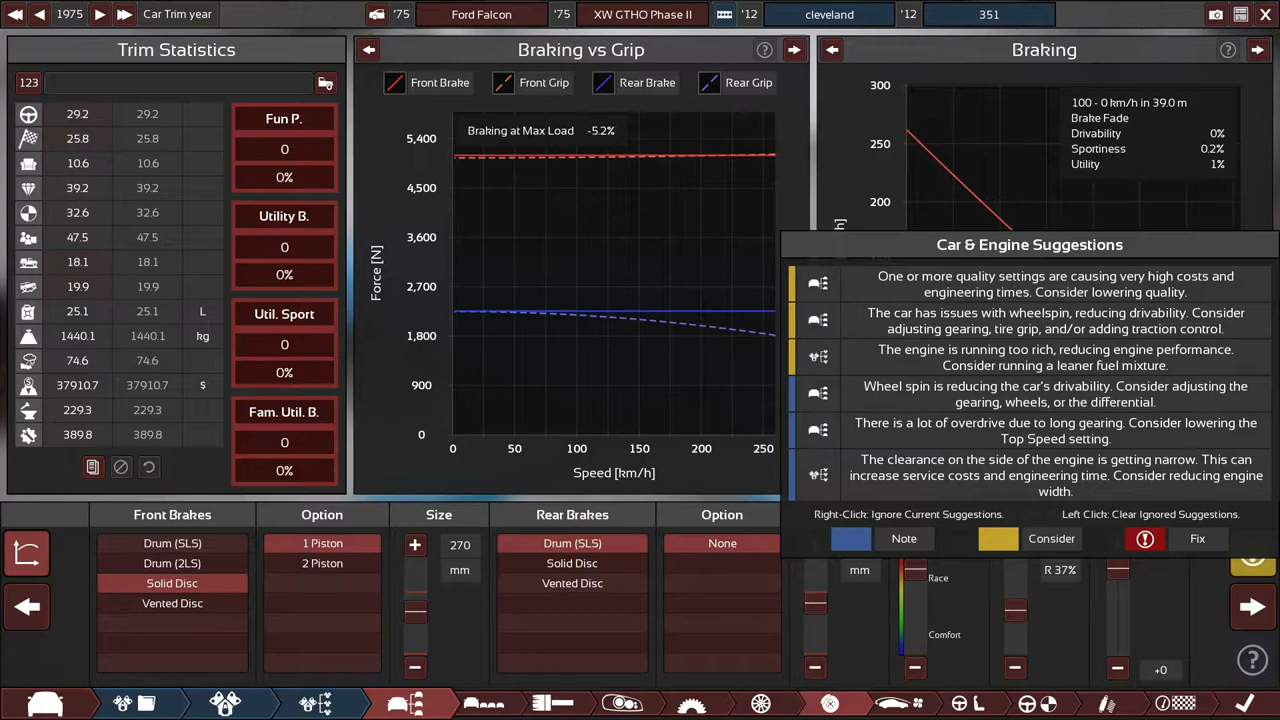 1975
Car Trim year
'75
Ford Falcon
'75
XW GTHO Phase II
'12
cleveland
'12
351
Trim Statistics
123
29.2 29.2
25.8 25.8
10.6 10.6
39.2 39.2
32.6 32.6
47.5 47.5
18.1 18.1
19.9 19.9
25.1 25.1 L
1440.1 1440.1 kg
74.6 74.6
37910.7 37910.7 $
229.3 229.3
389.8 389.8
Fun P.
0
0%
Utility B.
0
0%
Util. Sport
0
0%
Fam. Util. B.
0
0%
Braking vs Grip
Front Brake
Front Grip
Rear Brake
Rear Grip
Braking at Max Load -5.2%
5,400
4,500
3,600
2,700
1,800
900
0
Force [N]
0 50 100 150 200 250
Speed [km/h]
Braking
300
250
200
100 - 0 km/h in 39.0 m
Brake Fade
Drivability 0%
Sportiness 0.2%
Utility 1%
Car & Engine Suggestions
One or more quality settings are causing very high costs and
engineering times. Consider lowering quality.
The car has issues with wheelspin, reducing drivability. Consider
adjusting gearing, tire grip, and/or adding traction control.
The engine is running too rich, reducing engine performance.
Consider running a leaner fuel mixture.
Wheel spin is reducing the car's drivability. Consider adjusting the
gearing, wheels, or the differential.
There is a lot of overdrive due to long gearing. Consider lowering the
Top Speed setting.
The clearance on the side of the engine is getting narrow. This can
increase service costs and engineering time. Consider reducing engine
width.
Right-Click: Ignore Current Suggestions.
Left Click: Clear Ignored Suggestions.
Note
Consider
Fix
Front Brakes
Drum (SLS)
Drum (2LS)
Solid Disc
Vented Disc
Option
1 Piston
2 Piston
Size
270
mm
Rear Brakes
Drum (SLS)
Solid Disc
Vented Disc
Option
None
mm
Race
Comfort
R 37%
+0